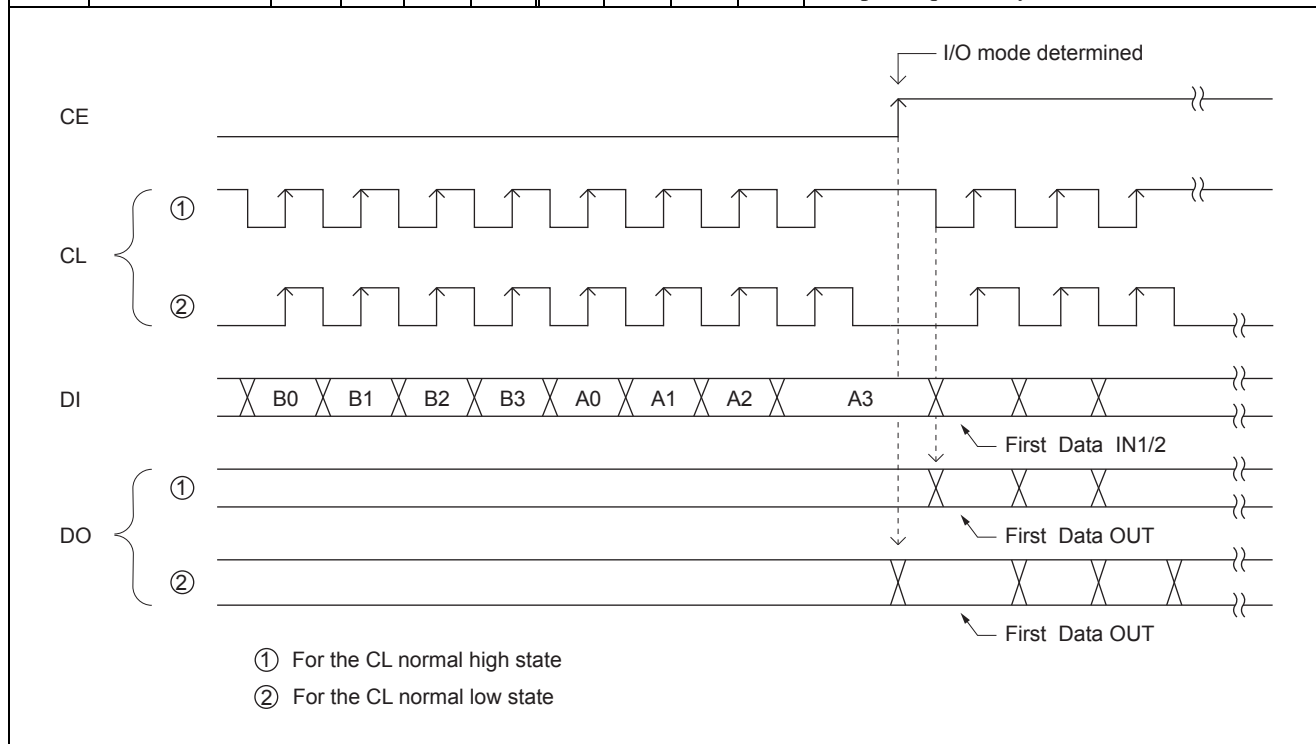 I/O mode determined
CE
①
CL
②
DI B0 B1 B2 B3 A0 A1 A2 A3
First Data IN1/2
①
First Data OUT
DO
②
First Data OUT
① For the CL normal high state
② For the CL normal low state